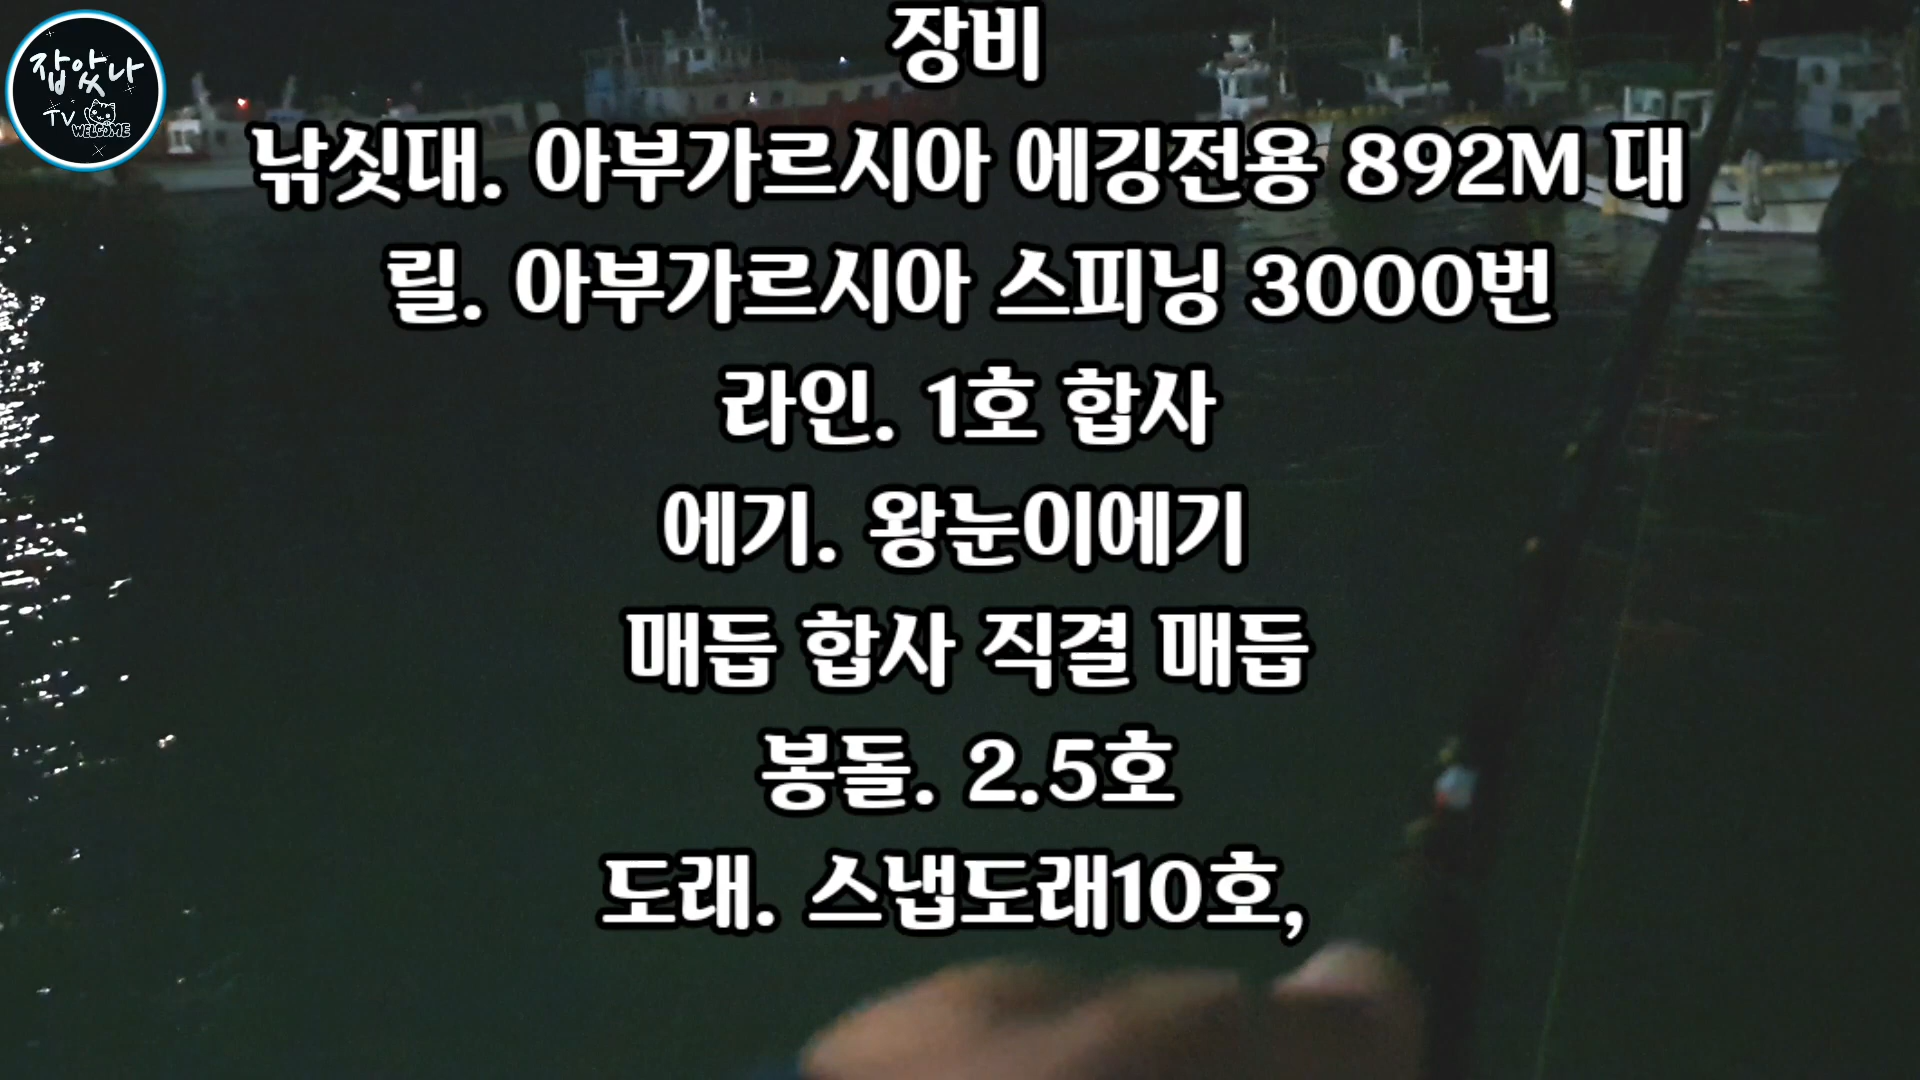 잡았나
TV
WELCOME
장비
낚싯대. 아부가르시아 에깅전용 892M 대
릴. 아부가르시아 스피닝 3000번
라인. 1호 합사
에기. 왕눈이에기
매듭 합사 직결 매듭
봉돌. 2.5호
도래. 스냅도래10호,